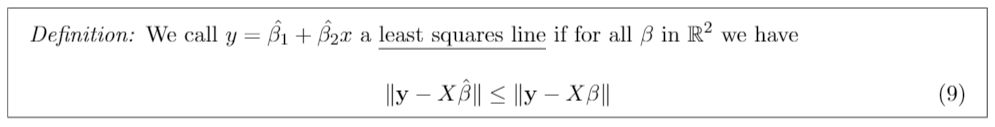 Definition: We call y = β̂₁ + β̂₂x a least squares line if for all β in ℝ² we have
‖𝐲 − Xβ̂‖ ≤ ‖𝐲 − Xβ‖ (9)